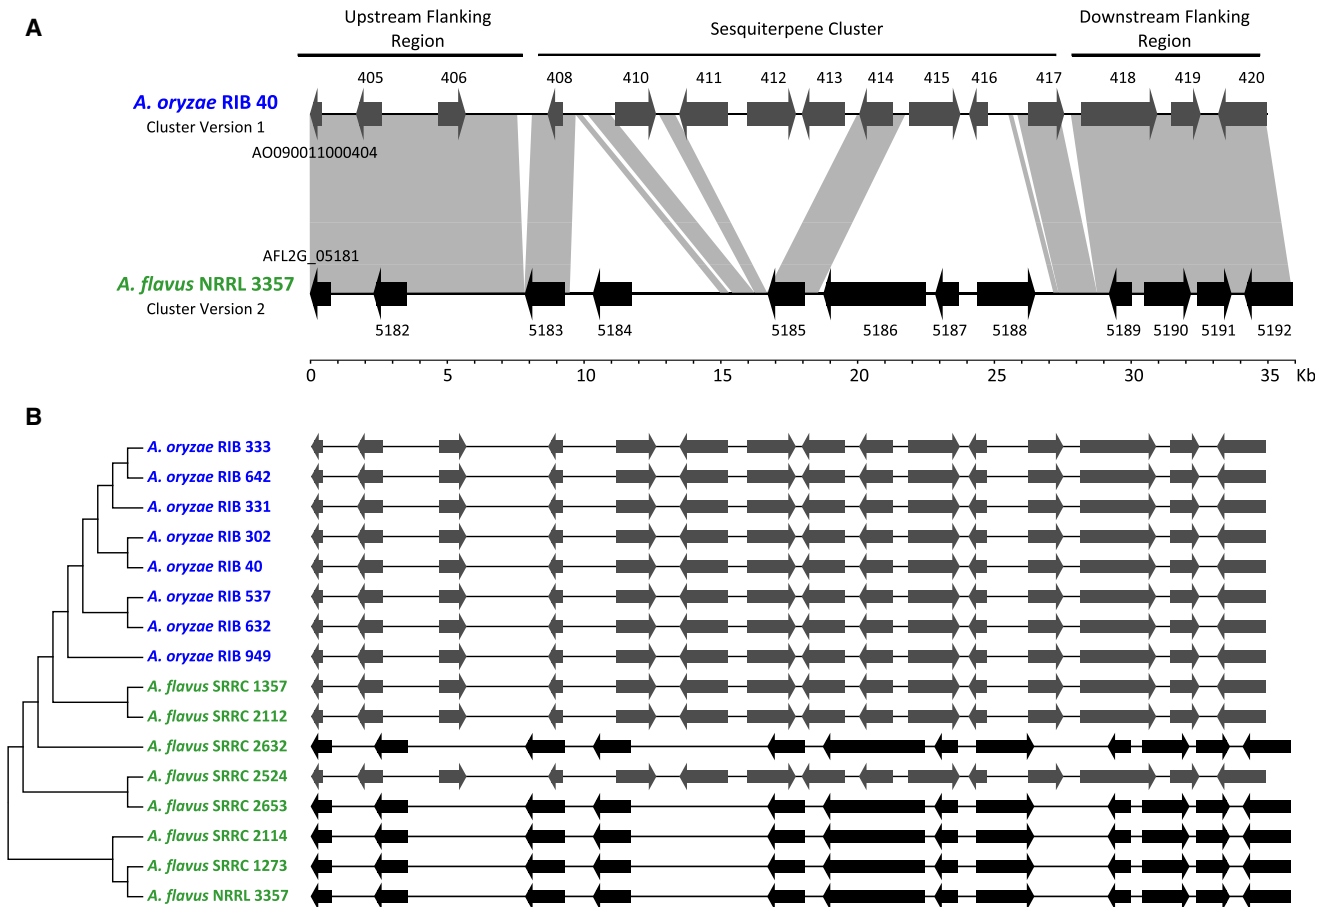 A
Upstream Flanking
Region
Sesquiterpene Cluster
Downstream Flanking
Region
405 406 408 410 411 412 413 414 415 416 417 418 419 420
A. oryzae RIB 40
Cluster Version 1
AO090011000404
AFL2G_05181
A. flavus NRRL 3357
Cluster Version 2
5182 5183 5184 5185 5186 5187 5188 5189 5190 5191 5192
0 5 10 15 20 25 30 35 Kb
B
A. oryzae RIB 333
A. oryzae RIB 642
A. oryzae RIB 331
A. oryzae RIB 302
A. oryzae RIB 40
A. oryzae RIB 537
A. oryzae RIB 632
A. oryzae RIB 949
A. flavus SRRC 1357
A. flavus SRRC 2112
A. flavus SRRC 2632
A. flavus SRRC 2524
A. flavus SRRC 2653
A. flavus SRRC 2114
A. flavus SRRC 1273
A. flavus NRRL 3357